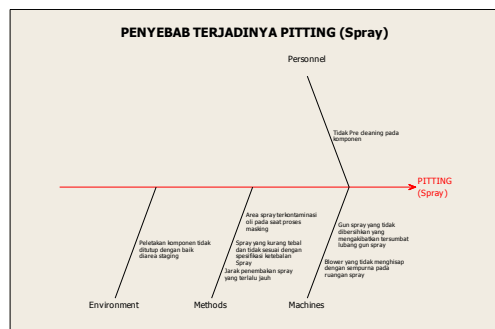 PENYEBAB TERJADINYA PITTING (Spray)
Personnel
Tidak Pre cleaning pada
komponen
PITTING
(Spray)
Peletakan komponen tidak
ditutup dengan baik
diarea staging
Environment
Area spray terkontaminasi
oli pada saat proses
masking
Spray yang kurang tebal
dan tidak sesuai dengan
spesifikasi ketebalan
Spray
Jarak penembakan spray
yang terlalu jauh
Methods
Gun spray yang tidak
dibersihkan yang
mengakibatkan tersumbat
lubang gun spray
Blower yang tidak menghisap
dengan sempurna pada
ruangan spray
Machines